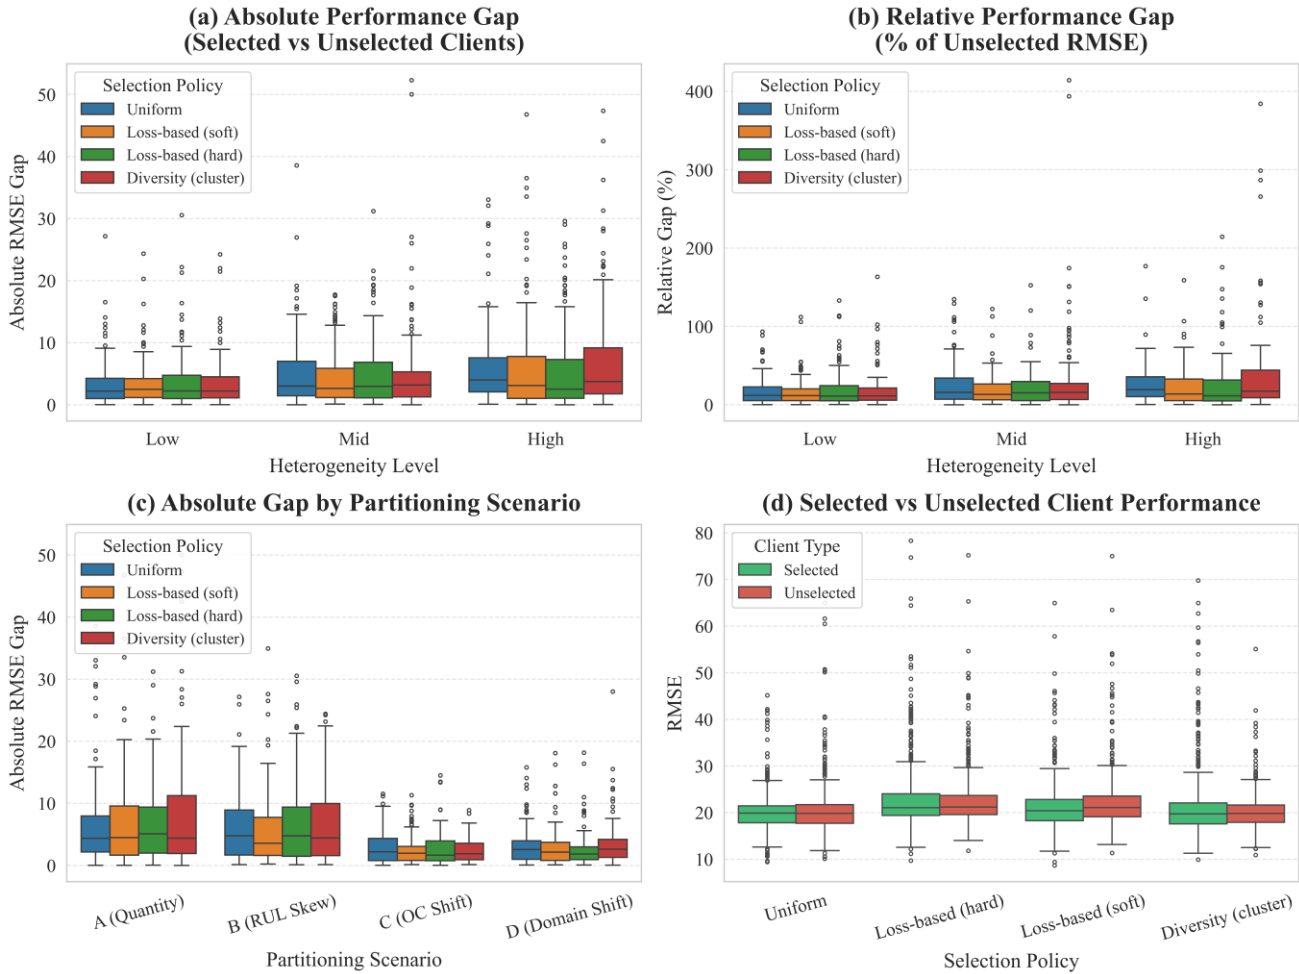 (a) Absolute Performance Gap
(Selected vs Unselected Clients)
Selection Policy
Uniform
Loss-based (soft)
Loss-based (hard)
Diversity (cluster)
Absolute RMSE Gap
50
40
30
20
10
0
Low
Mid
High
Heterogeneity Level
(b) Relative Performance Gap
(% of Unselected RMSE)
Selection Policy
Uniform
Loss-based (soft)
Loss-based (hard)
Diversity (cluster)
Relative Gap (%)
400
300
200
100
0
Low
Mid
High
Heterogeneity Level
(c) Absolute Gap by Partitioning Scenario
Selection Policy
Uniform
Loss-based (soft)
Loss-based (hard)
Diversity (cluster)
Absolute RMSE Gap
50
40
30
20
10
0
A (Quantity)
B (RUL Skew)
C (OC Shift)
D (Domain Shift)
Partitioning Scenario
(d) Selected vs Unselected Client Performance
Client Type
Selected
Unselected
RMSE
80
70
60
50
40
30
20
10
Uniform
Loss-based (hard)
Loss-based (soft)
Diversity (cluster)
Selection Policy